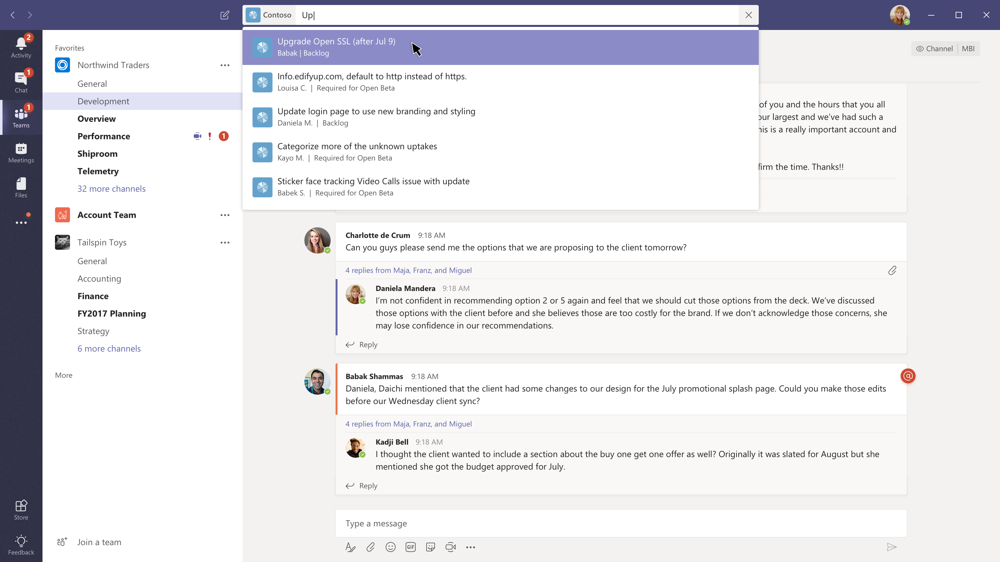 Contoso Up
Activity 2
Chat 1
Teams 1
Meetings
Files
Store
Feedback
Favorites
Northwind Traders
General
Development
Overview
Performance ! 1
Shiproom
Telemetry
32 more channels
Account Team
Tailspin Toys
General
Accounting
Finance
FY2017 Planning
Strategy
6 more channels
More
Join a team
Upgrade Open SSL (after Jul 9)
Babak | Backlog
Info.edifyup.com, default to http instead of https.
Louisa C. | Required for Open Beta
Update login page to use new branding and styling
Daniela M. | Backlog
Categorize more of the unknown uptakes
Kayo M. | Required for Open Beta
Sticker face tracking Video Calls issue with update
Babek S. | Required for Open Beta
Channel | MBI
of you and the hours that you all
our largest and we’ve had such a
his is a really important account and
firm the time. Thanks!!
Charlotte de Crum 9:18 AM
Can you guys please send me the options that we are proposing to the client tomorrow?
4 replies from Maja, Franz, and Miguel
Daniela Mandera 9:18 AM
I’m not confident in recommending option 2 or 5 again and feel that we should cut those options from the deck. We’ve discussed
those options with the client before and she believes those are too costly for the brand. If we don’t acknowledge those concerns, she
may lose confidence in our recommendations.
Reply
Babak Shammas 9:18 AM
@
Daniela, Daichi mentioned that the client had some changes to our design for the July promotional splash page. Could you make those edits
before our Wednesday client sync?
4 replies from Maja, Franz, and Miguel
Kadji Bell 9:18 AM
I thought the client wanted to include a section about the buy one get one offer as well? Originally it was slated for August but she
mentioned she got the budget approved for July.
Reply
Type a message
GIF